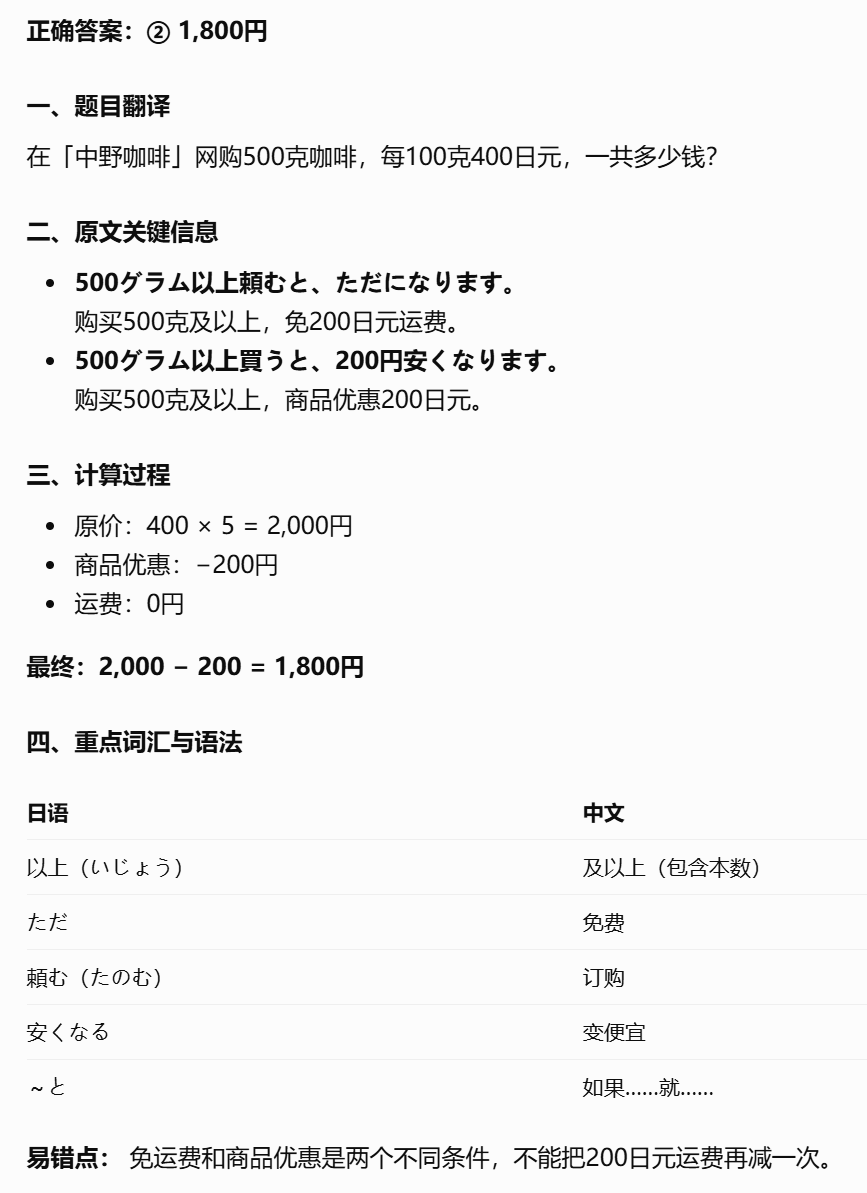 正确答案：② 1,800円
一、题目翻译
在「中野咖啡」网购500克咖啡，每100克400日元，一共多少钱？
二、原文关键信息
• 500グラム以上頼むと、ただになります。
购买500克及以上，免200日元运费。
• 500グラム以上買うと、200円安くなります。
购买500克及以上，商品优惠200日元。
三、计算过程
• 原价：400 × 5 = 2,000円
• 商品优惠：−200円
• 运费：0円
最终：2,000 − 200 = 1,800円
四、重点词汇与语法
日语 中文
以上（いじょう） 及以上（包含本数）
ただ 免费
頼む（たのむ） 订购
安くなる 变便宜
～と 如果……就……
易错点： 免运费和商品优惠是两个不同条件，不能把200日元运费再减一次。